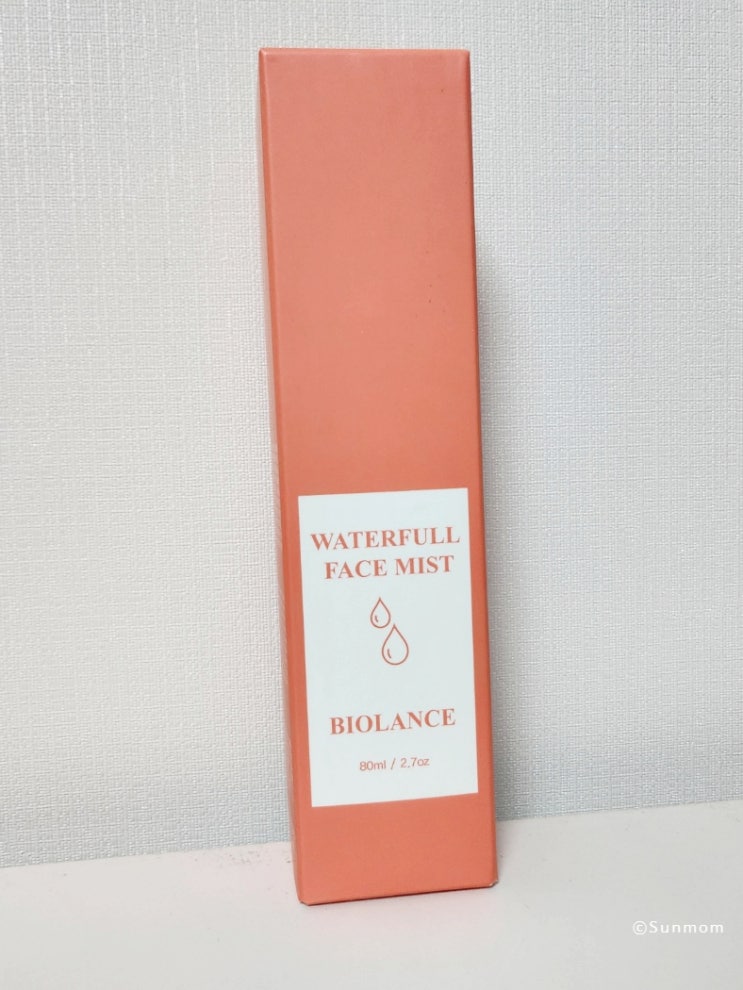 WATERFULL
FACE MIST
BIOLANCE
80ml / 2.7oz
©Sunmom